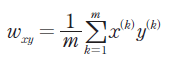 w_{xy} = \frac{1}{m} \sum_{k=1}^{m} x^{(k)} y^{(k)}